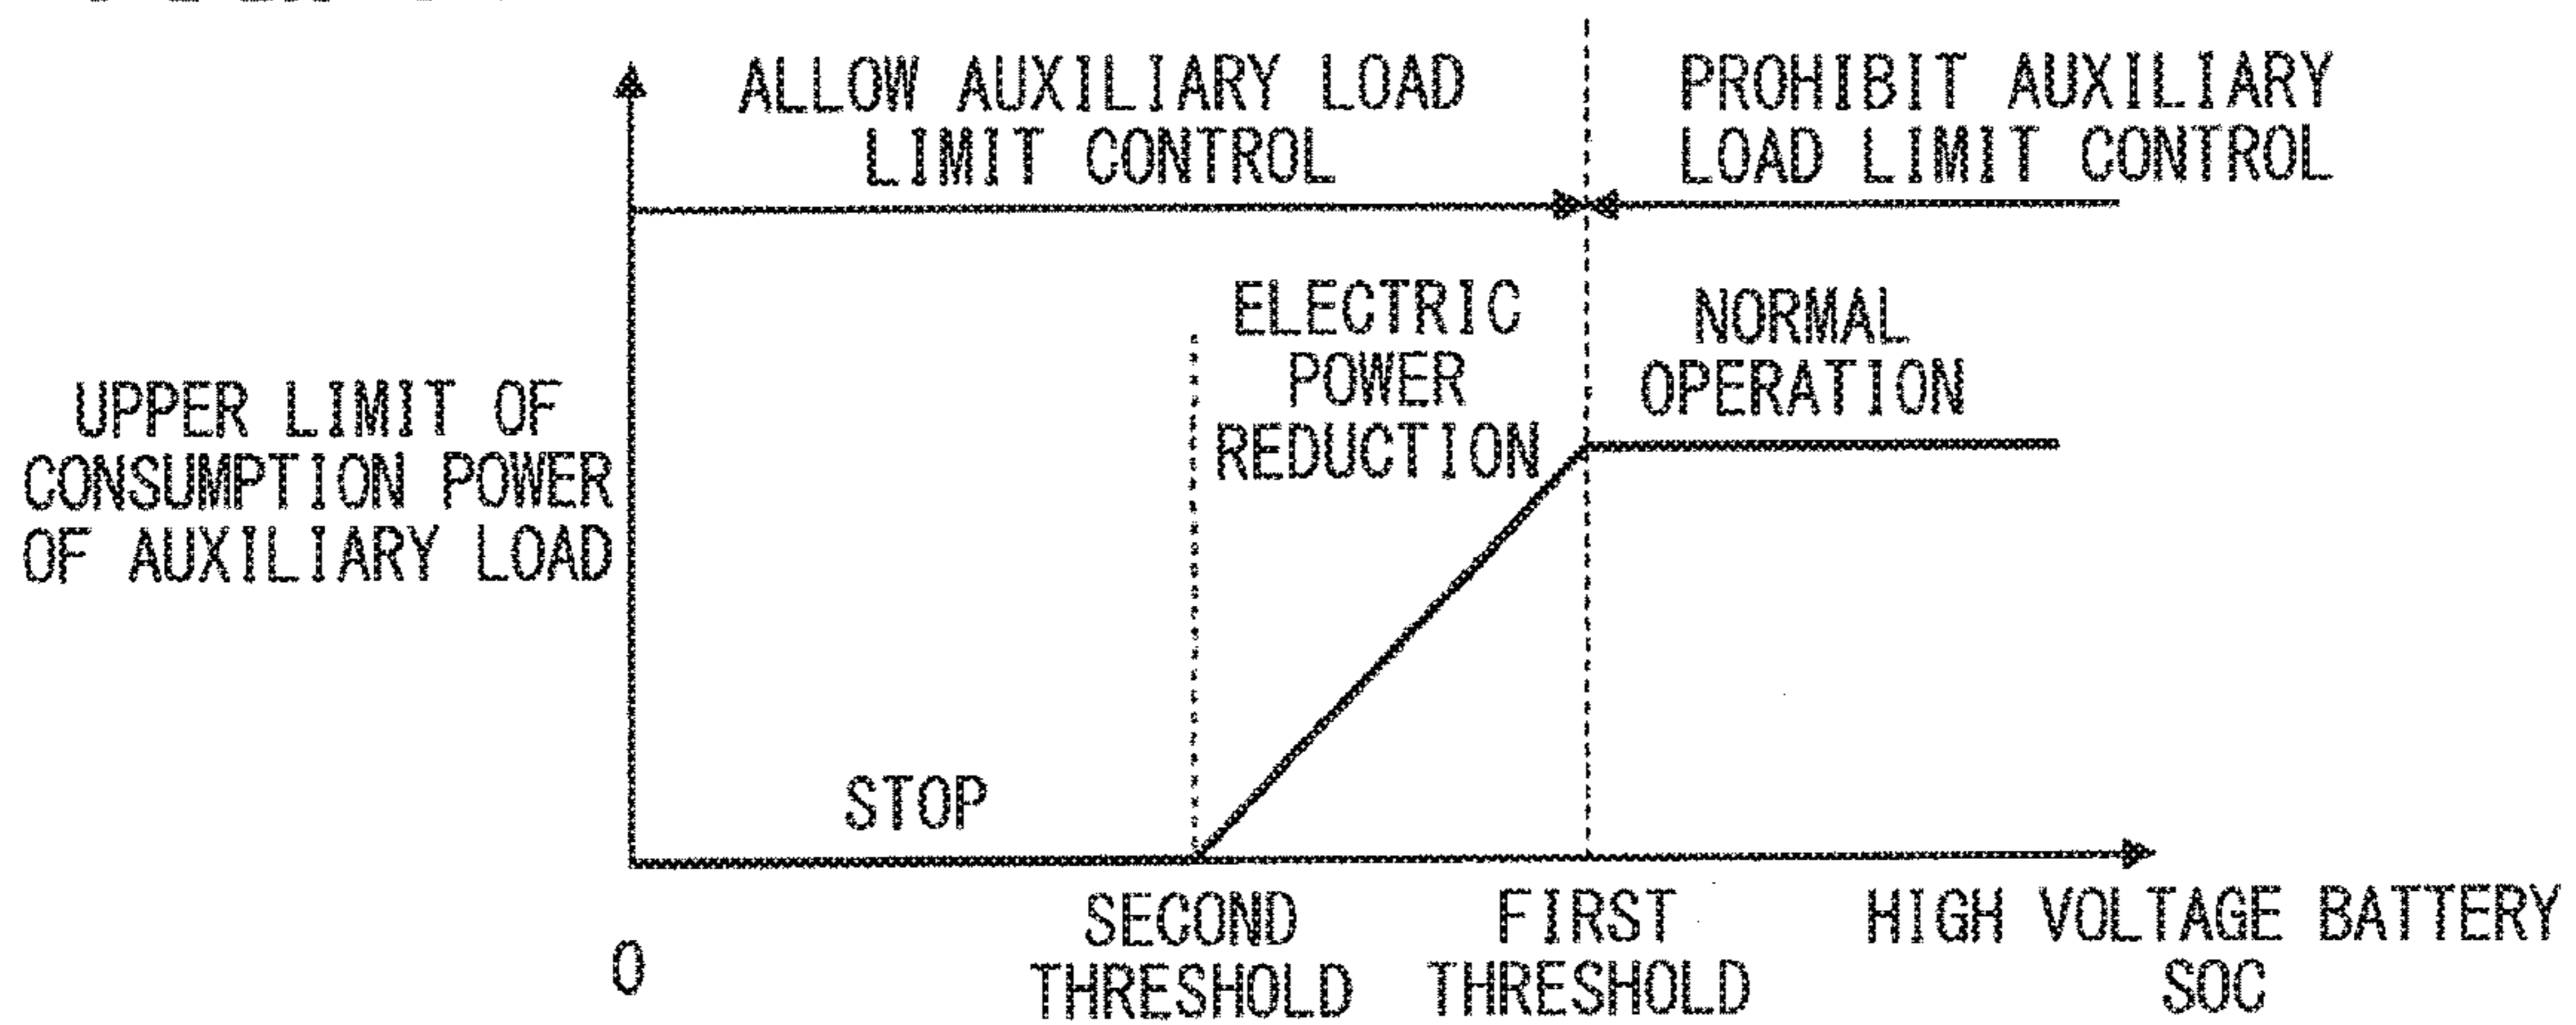 ALLOW AUXILIARY LOAD
LIMIT CONTROL
PROHIBIT AUXILIARY
LOAD LIMIT CONTROL
ELECTRIC
POWER
REDUCTION
NORMAL
OPERATION
UPPER LIMIT OF
CONSUMPTION POWER
OF AUXILIARY LOAD
STOP
0
SECOND
THRESHOLD
FIRST
THRESHOLD
HIGH VOLTAGE BATTERY
SOC